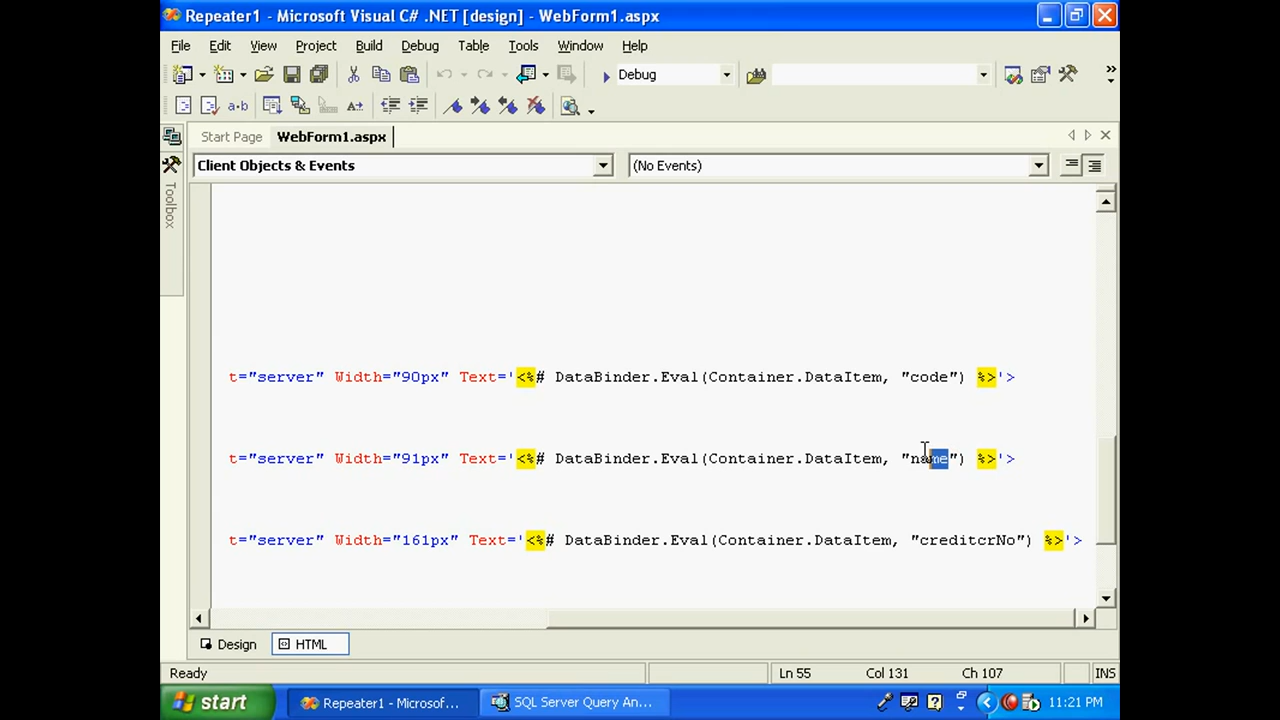 Repeater1 - Microsoft Visual C# .NET [design] - WebForm1.aspx
File Edit View Project Build Debug Table Tools Window Help
Debug
a·b
A
Start Page WebForm1.aspx
Client Objects & Events (No Events)
Toolbox
t="server" Width="90px" Text='<%# DataBinder.Eval(Container.DataItem, "code") %>'>
t="server" Width="91px" Text='<%# DataBinder.Eval(Container.DataItem, "name") %>'>
t="server" Width="161px" Text='<%# DataBinder.Eval(Container.DataItem, "creditcrNo") %>'>
Design HTML
Ready Ln 55 Col 131 Ch 107 INS
start Repeater1 - Microsof... SQL Server Query An... 11:21 PM